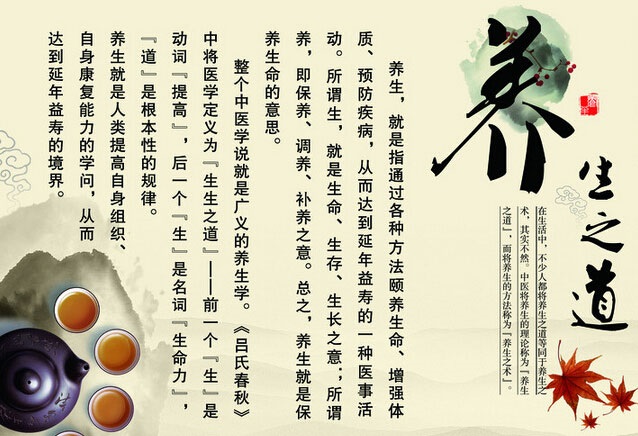 养
生之道
在生活中，不少人都将养生之道等同于养生之
术，其实不然。中医将养生的理论称为『养生
之道』，而将养生的方法称为『养生之术』。
养生，就是指通过各种方法颐养生命、增强体
质、预防疾病，从而达到延年益寿的一种医事活
动。所谓生，就是生命、生存、生长之意；所谓
养，即保养、调养、补养之意。总之，养生就是保
养生命的意思。
整个中医学说就是广义的养生学。《吕氏春秋》
中将医学定义为『生生之道』——前一个『生』是
动词『提高』，后一个『生』是名词『生命力』，
『道』是根本性的规律。
养生就是人类提高自身组织、
自身康复能力的学问，从而
达到延年益寿的境界。